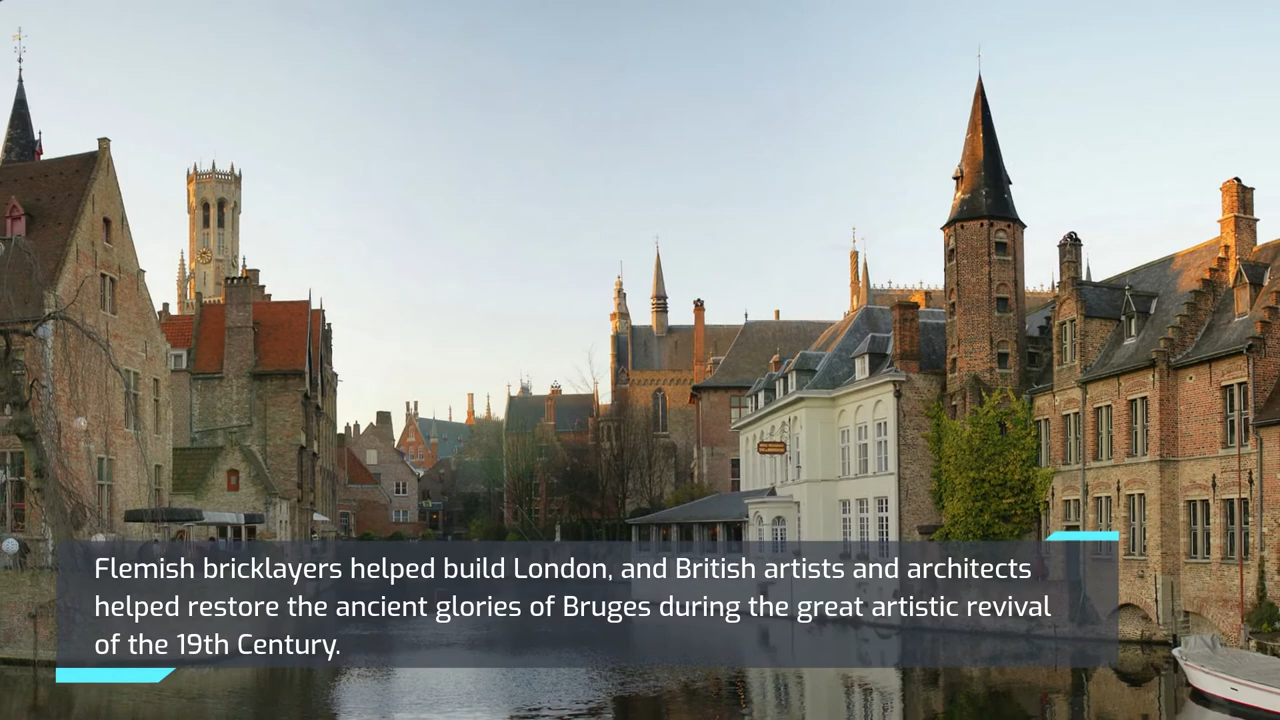 Flemish bricklayers helped build London, and British artists and architects
helped restore the ancient glories of Bruges during the great artistic revival
of the 19th Century.